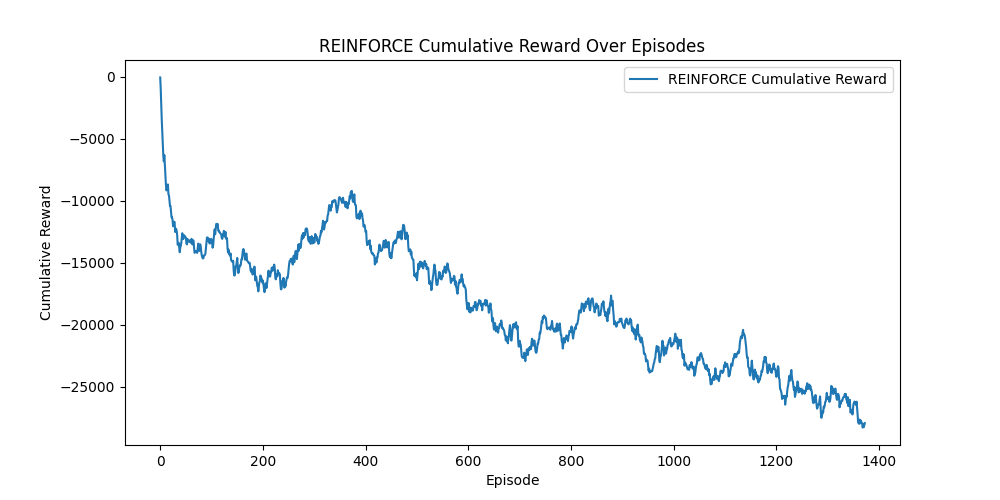 REINFORCE Cumulative Reward Over Episodes
REINFORCE Cumulative Reward
0
−5000
−10000
−15000
−20000
−25000
Cumulative Reward
0 200 400 600 800 1000 1200 1400
Episode